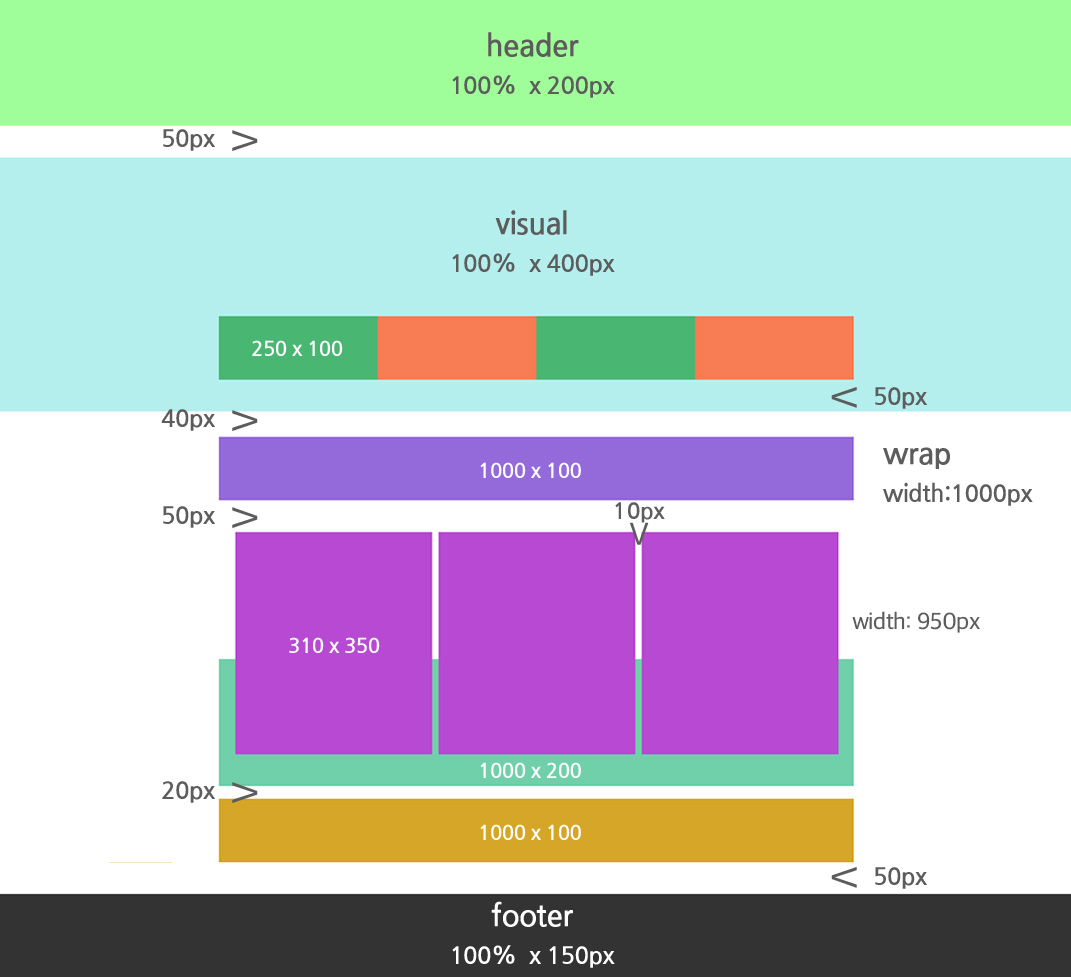 header
100% x 200px
50px >
visual
100% x 400px
250 x 100
< 50px
40px >
1000 x 100
wrap
width:1000px
50px >
10px
>
310 x 350
width: 950px
1000 x 200
20px >
1000 x 100
< 50px
footer
100% x 150px